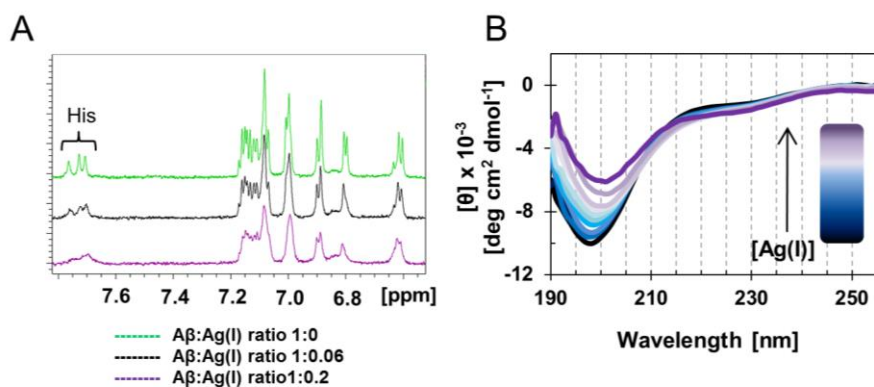 A
His
7.6
7.4
7.2
7.0
6.8
[ppm]
Aβ:Ag(I) ratio 1:0
Aβ:Ag(I) ratio 1:0.06
Aβ:Ag(I) ratio1:0.2
B
[θ] x 10⁻³
[deg cm² dmol⁻¹]
0
-4
-8
-12
190
210
230
250
[Ag(I)]
Wavelength [nm]